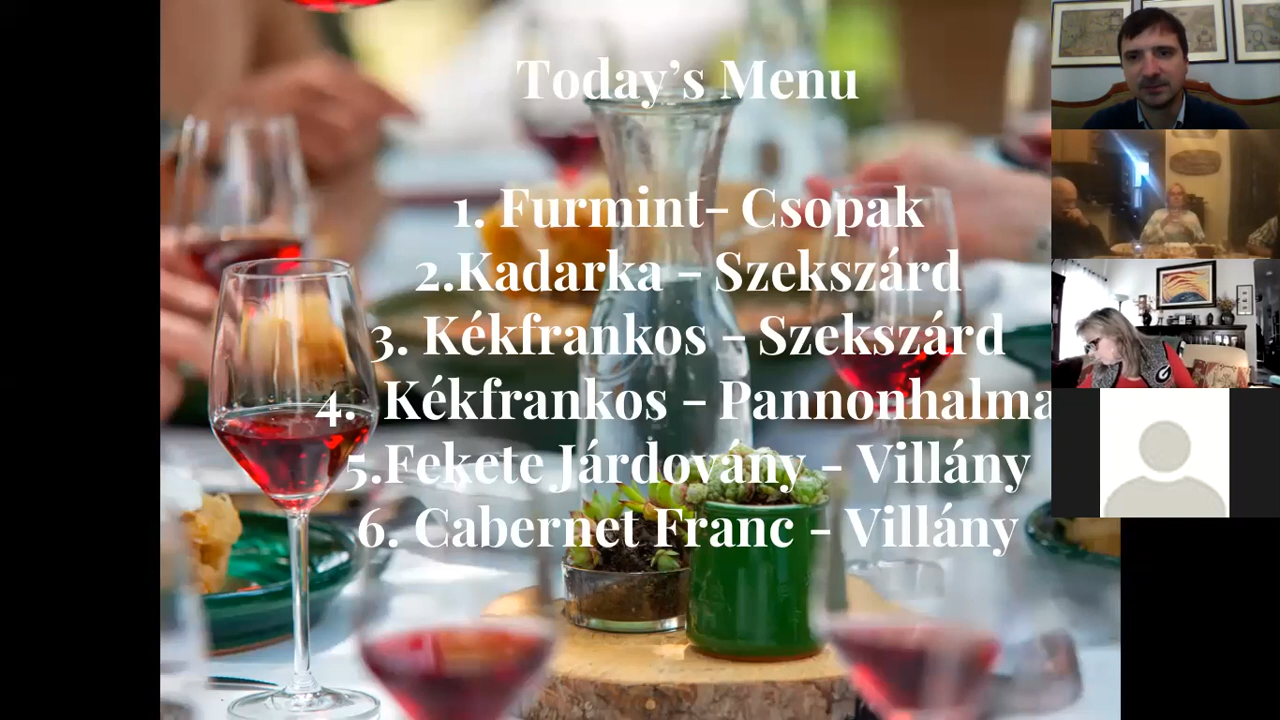 Today's Menu
1. Furmint– Csopak
2.Kadarka – Szekszárd
3. Kékfrankos – Szekszárd
4. Kékfrankos – Pannonhalma
5.Fekete Járdovány – Villány
6. Cabernet Franc – Villány